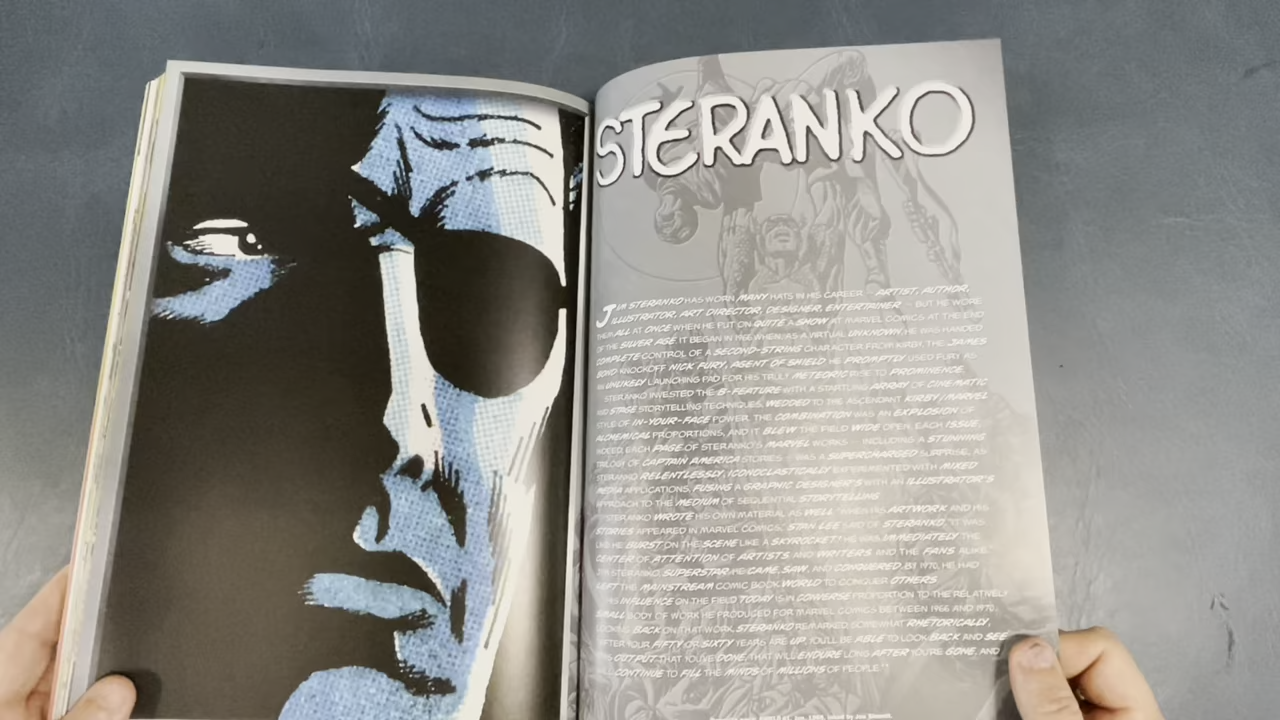 STERANKO
JIM STERANKO HAS WORN MANY HATS IN HIS CAREER — ARTIST, AUTHOR,
ILLUSTRATOR, ART DIRECTOR, DESIGNER, ENTERTAINER — BUT HE WORE
THEM ALL AT ONCE WHEN HE PUT ON QUITE A SHOW AT MARVEL COMICS AT THE END
OF THE SILVER AGE. IT BEGAN IN 1966 WHEN, AS A VIRTUAL UNKNOWN, HE WAS HANDED
COMPLETE CONTROL OF A SECOND-STRING CHARACTER FROM KIRBY, THE JAMES
BOND KNOCKOFF NICK FURY, AGENT OF SHIELD. HE PROMPTLY USED FURY AS
AN UNLIKELY LAUNCHING PAD FOR HIS TRULY METEORIC RISE TO PROMINENCE.
STERANKO INVESTED THE B-FEATURE WITH A STARTLING ARRAY OF CINEMATIC
AND STAGE STORYTELLING TECHNIQUES, WEDDED TO THE ASCENDANT KIRBY/MARVEL
STYLE OF IN-YOUR-FACE POWER. THE COMBINATION WAS AN EXPLOSION OF
ALCHEMICAL PROPORTIONS, AND IT BLEW THE FIELD WIDE OPEN. EACH ISSUE,
INDEED, EACH PAGE OF STERANKO'S MARVEL WORKS — INCLUDING A STUNNING
TRILOGY OF CAPTAIN AMERICA STORIES — WAS A SUPERCHARGED SURPRISE, AS
STERANKO RELENTLESSLY, ICONOCLASTICALLY EXPERIMENTED WITH MIXED
MEDIA APPLICATIONS, FUSING A GRAPHIC DESIGNER'S WITH AN ILLUSTRATOR'S
APPROACH TO THE MEDIUM OF SEQUENTIAL STORYTELLING.
STERANKO WROTE HIS OWN MATERIAL AS WELL. "WHEN HIS ARTWORK AND HIS
STORIES APPEARED IN MARVEL COMICS," STAN LEE SAID OF STERANKO, "IT WAS
LIKE HE BURST ON THE SCENE LIKE A SKYROCKET! HE WAS IMMEDIATELY THE
CENTER OF ATTENTION OF ARTISTS AND WRITERS AND THE FANS ALIKE."
JIM STERANKO, SUPERSTAR: HE CAME, SAW, AND CONQUERED. BY 1970, HE HAD
LEFT THE MAINSTREAM COMIC BOOK WORLD TO CONQUER OTHERS.
HIS INFLUENCE ON THE FIELD TODAY IS IN CONVERSE PROPORTION TO THE RELATIVELY
SMALL BODY OF WORK HE PRODUCED FOR MARVEL COMICS BETWEEN 1966 AND 1970.
LOOKING BACK ON THAT WORK, STERANKO REMARKED, SOMEWHAT RHETORICALLY,
"AFTER YOUR FIFTY OR SIXTY YEARS ARE UP, YOU'LL BE ABLE TO LOOK BACK AND SEE
OUTPUT THAT YOU'VE DONE, THAT WILL ENDURE LONG AFTER YOU'RE GONE, AND
WILL CONTINUE TO FILL THE MINDS OF MILLIONS OF PEOPLE."